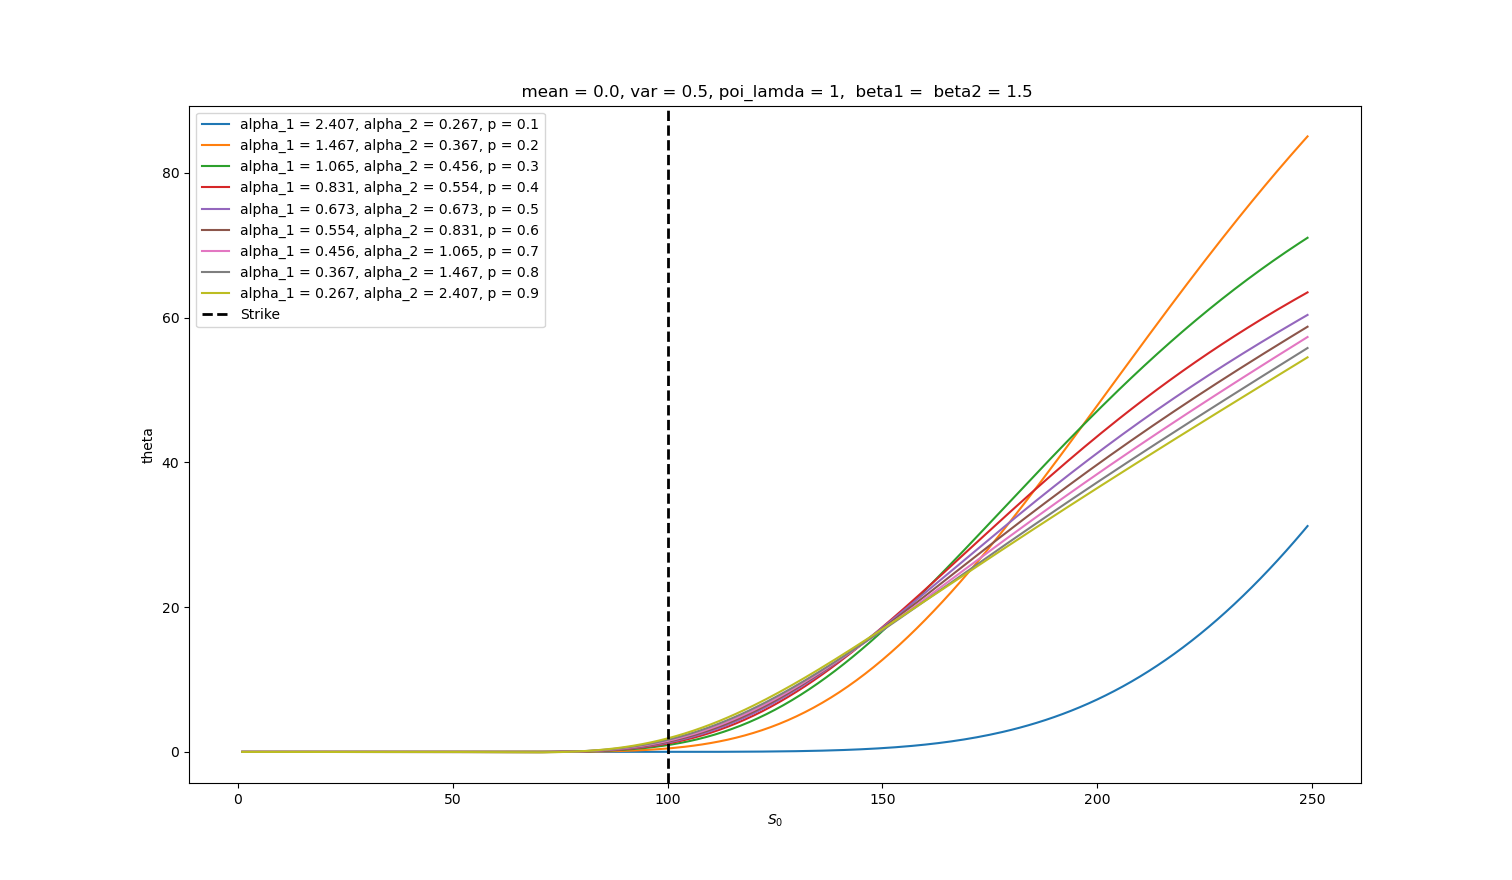 mean = 0.0, var = 0.5, poi_lamda = 1,  beta1 =  beta2 = 1.5
alpha_1 = 2.407, alpha_2 = 0.267, p = 0.1
alpha_1 = 1.467, alpha_2 = 0.367, p = 0.2
alpha_1 = 1.065, alpha_2 = 0.456, p = 0.3
alpha_1 = 0.831, alpha_2 = 0.554, p = 0.4
alpha_1 = 0.673, alpha_2 = 0.673, p = 0.5
alpha_1 = 0.554, alpha_2 = 0.831, p = 0.6
alpha_1 = 0.456, alpha_2 = 1.065, p = 0.7
alpha_1 = 0.367, alpha_2 = 1.467, p = 0.8
alpha_1 = 0.267, alpha_2 = 2.407, p = 0.9
Strike
theta
80
60
40
20
0
0 50 100 150 200 250
S₀